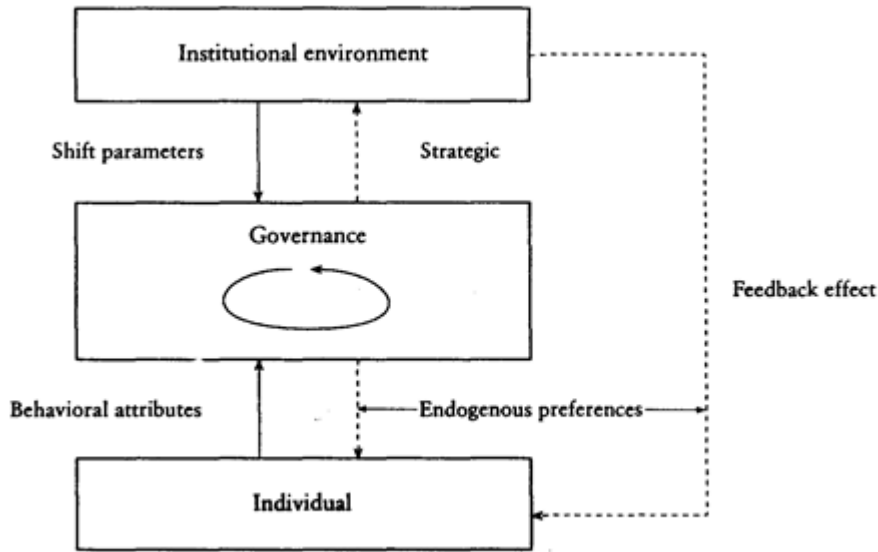 Institutional environment
Shift parameters
Strategic
Governance
Feedback effect
Behavioral attributes
Endogenous preferences
Individual